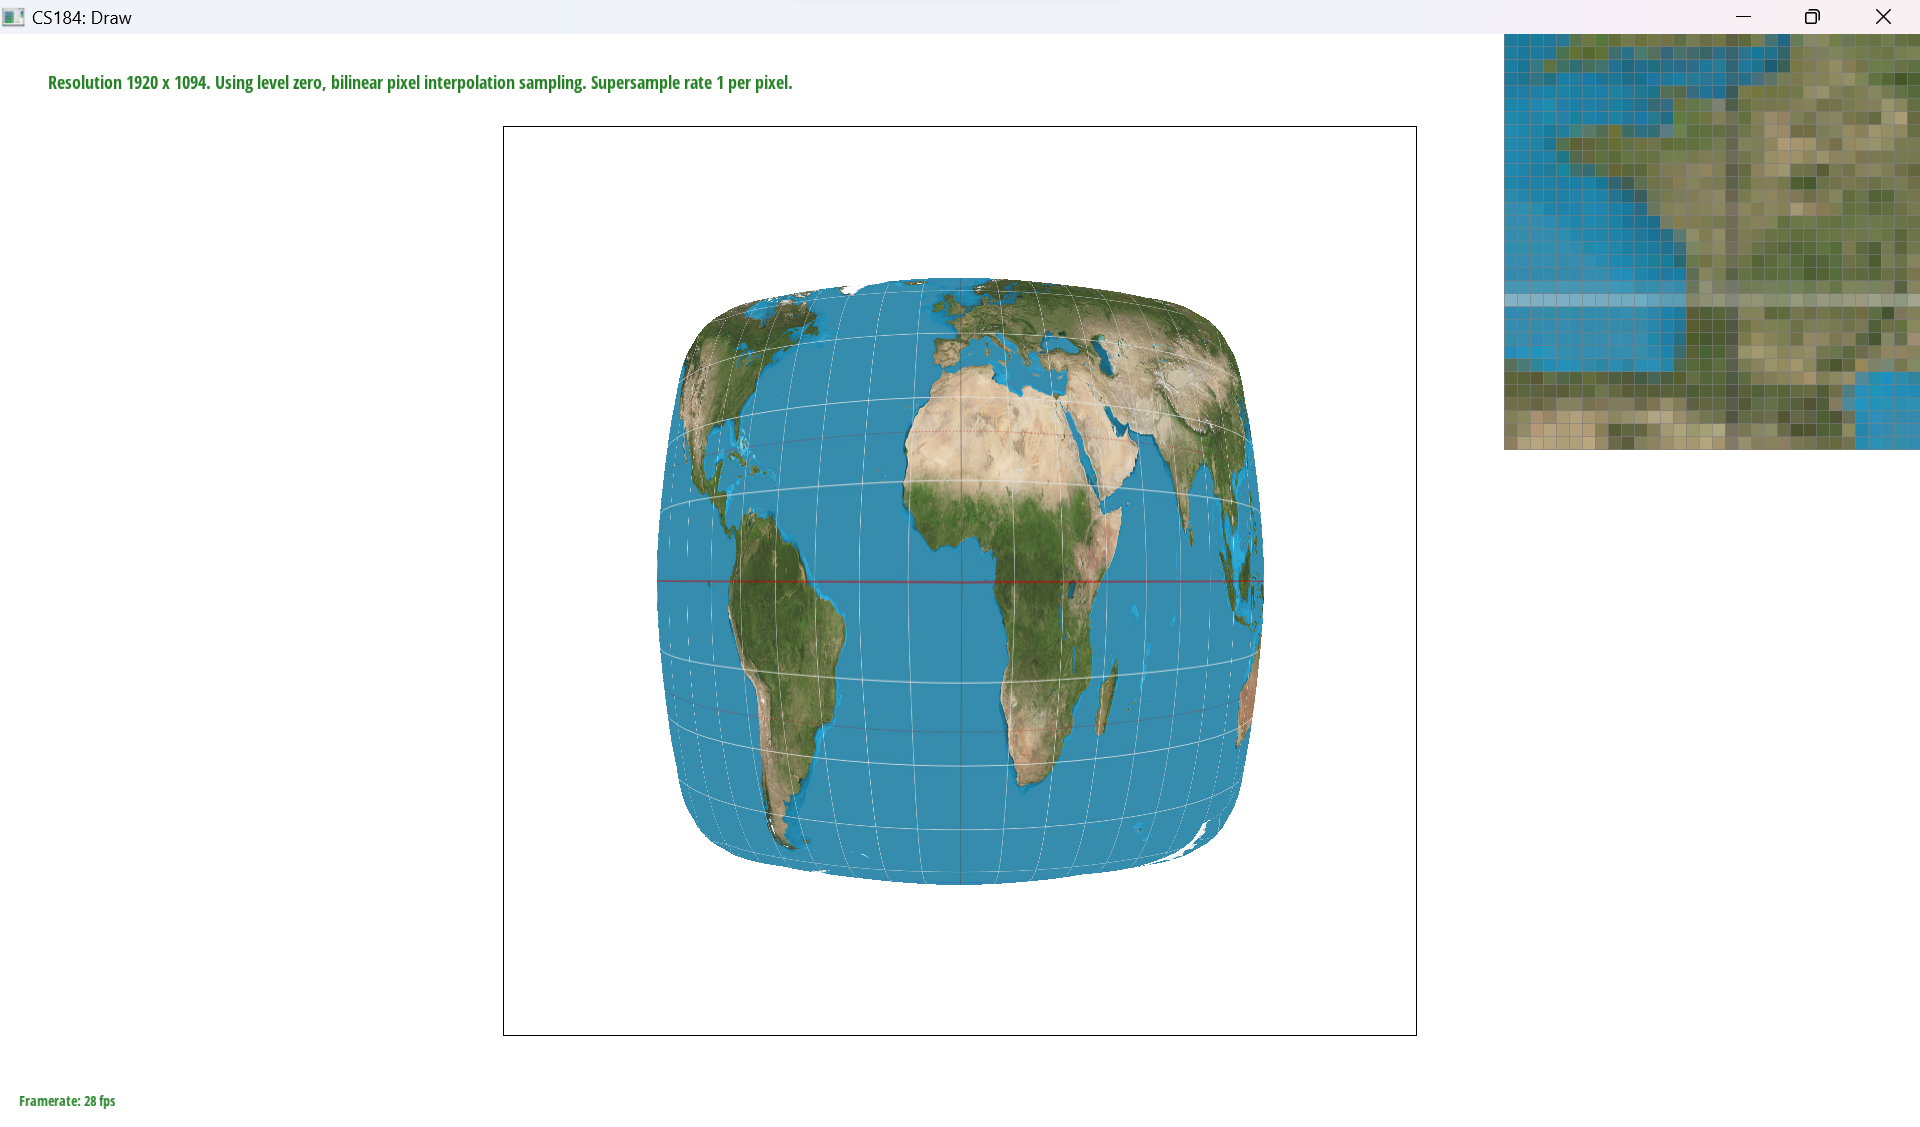 CS184: Draw
Resolution 1920 x 1094. Using level zero, bilinear pixel interpolation sampling. Supersample rate 1 per pixel.
Framerate: 28 fps